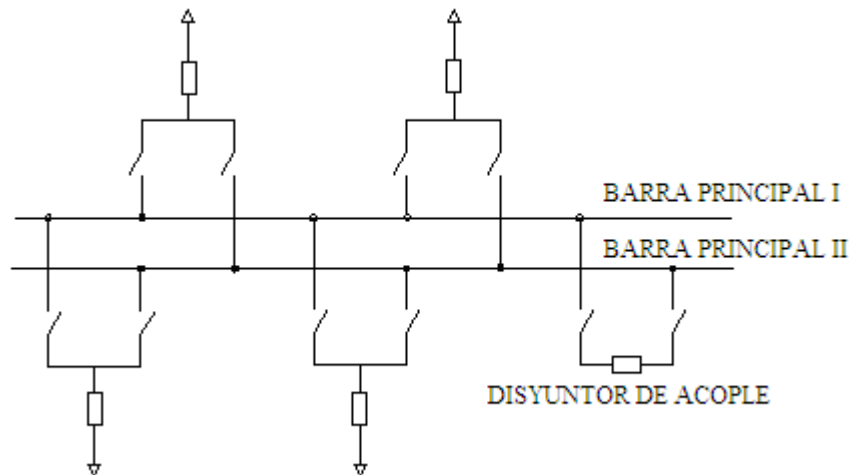 BARRA PRINCIPAL I
BARRA PRINCIPAL II
DISYUNTOR DE ACOPLE